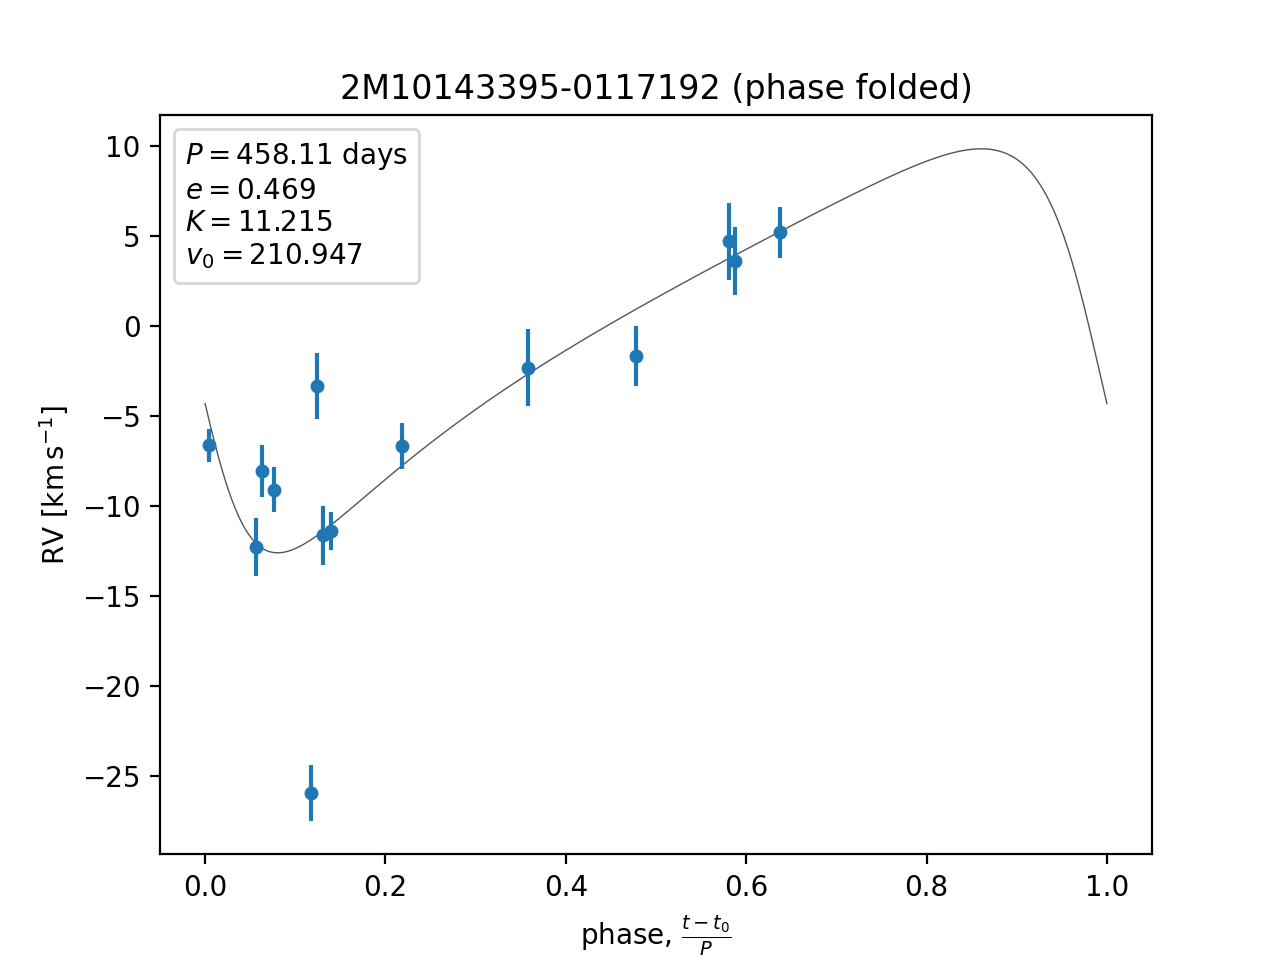 2M10143395-0117192 (phase folded)
P = 458.11 days
e = 0.469
K = 11.215
v₀ = 210.947
10
5
0
−5
−10
−15
−20
−25
RV [km s⁻¹]
0.0 0.2 0.4 0.6 0.8 1.0
phase, (t − t₀)/P